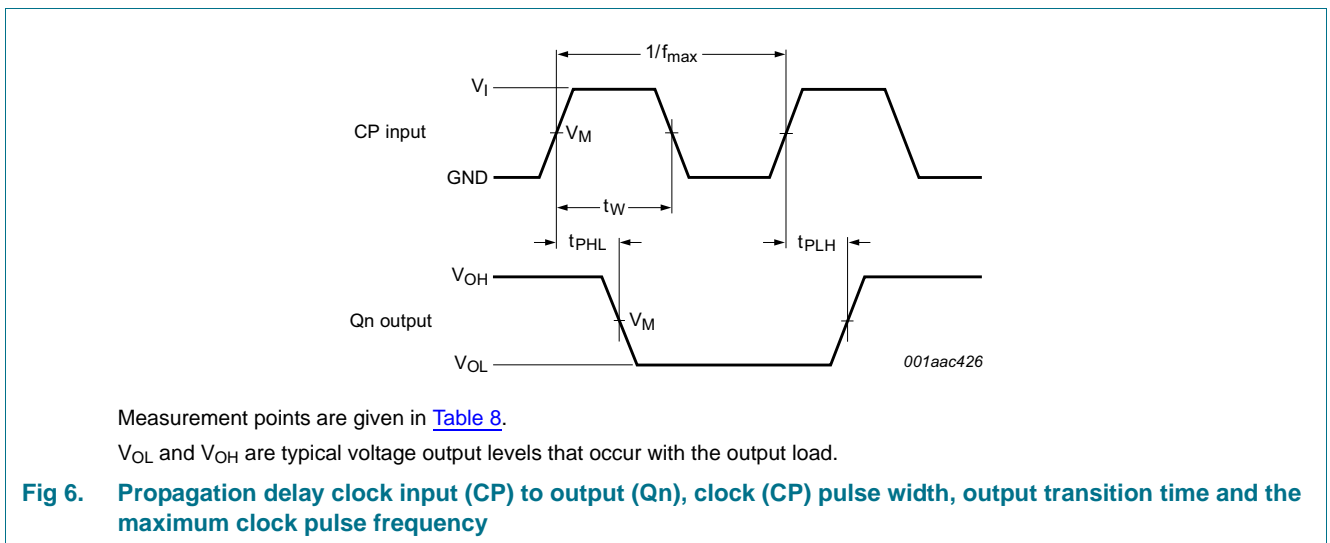 1/fmax
VI
CP input
VM
GND
tW
tPHL
tPLH
VOH
Qn output
VM
VOL
001aac426
Measurement points are given in Table 8.
VOL and VOH are typical voltage output levels that occur with the output load.
Fig 6. Propagation delay clock input (CP) to output (Qn), clock (CP) pulse width, output transition time and the
maximum clock pulse frequency